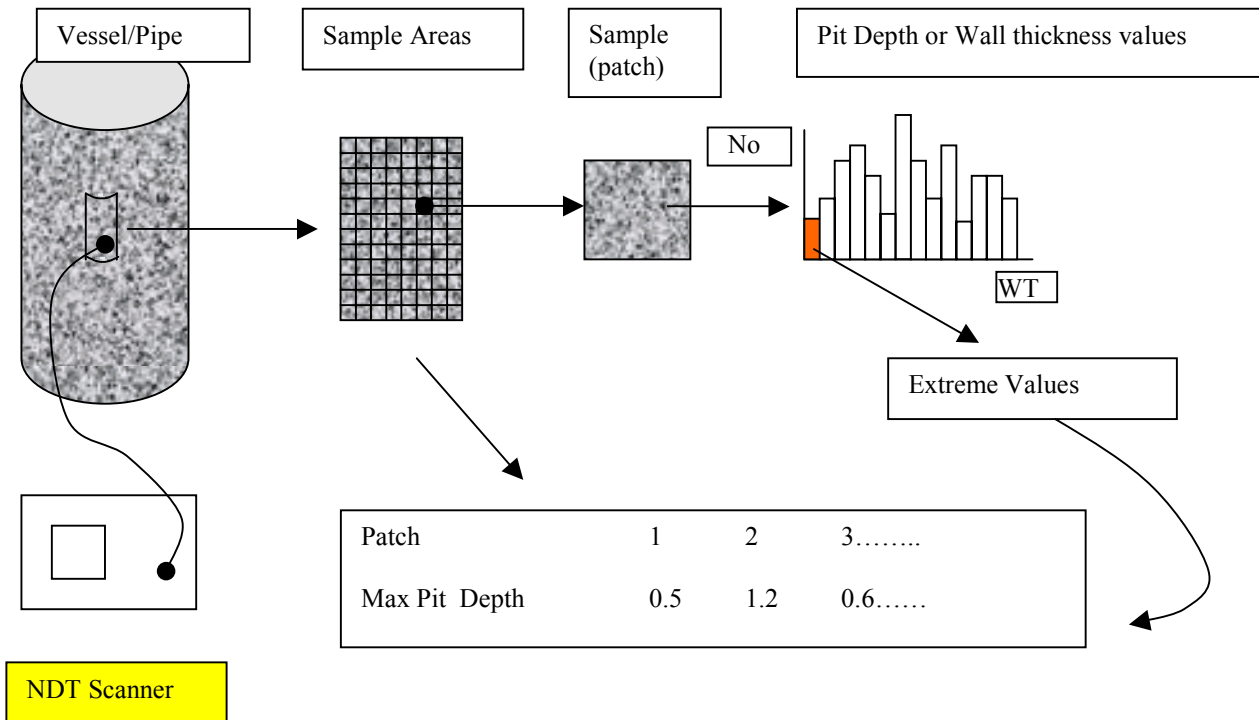 Vessel/Pipe
Sample Areas
Sample
(patch)
Pit Depth or Wall thickness values
No
WT
Extreme Values
Patch 1 2 3........
Max Pit Depth 0.5 1.2 0.6......
NDT Scanner